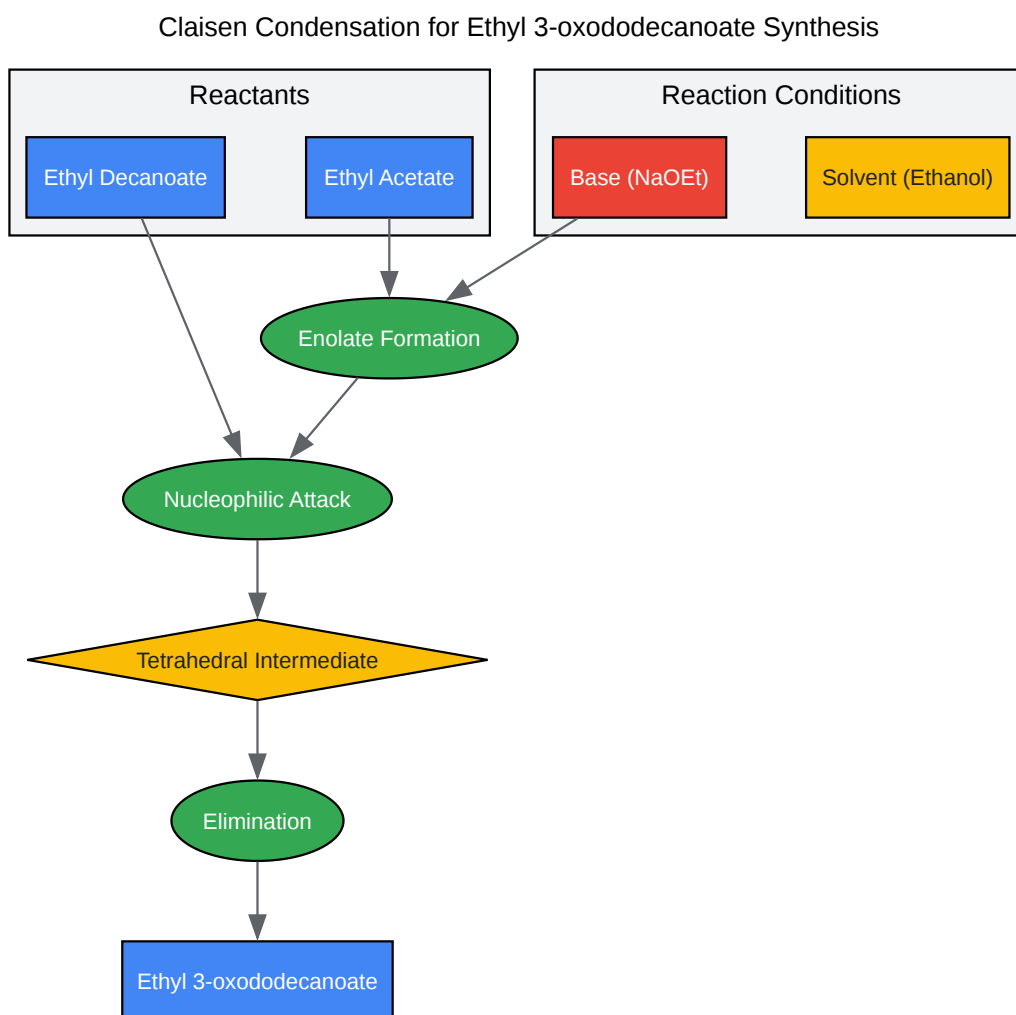 Claisen Condensation for Ethyl 3-oxododecanoate Synthesis
Reactants
Reaction Conditions
Ethyl Decanoate
Ethyl Acetate
Base (NaOEt)
Solvent (Ethanol)
Enolate Formation
Nucleophilic Attack
Tetrahedral Intermediate
Elimination
Ethyl 3-oxododecanoate